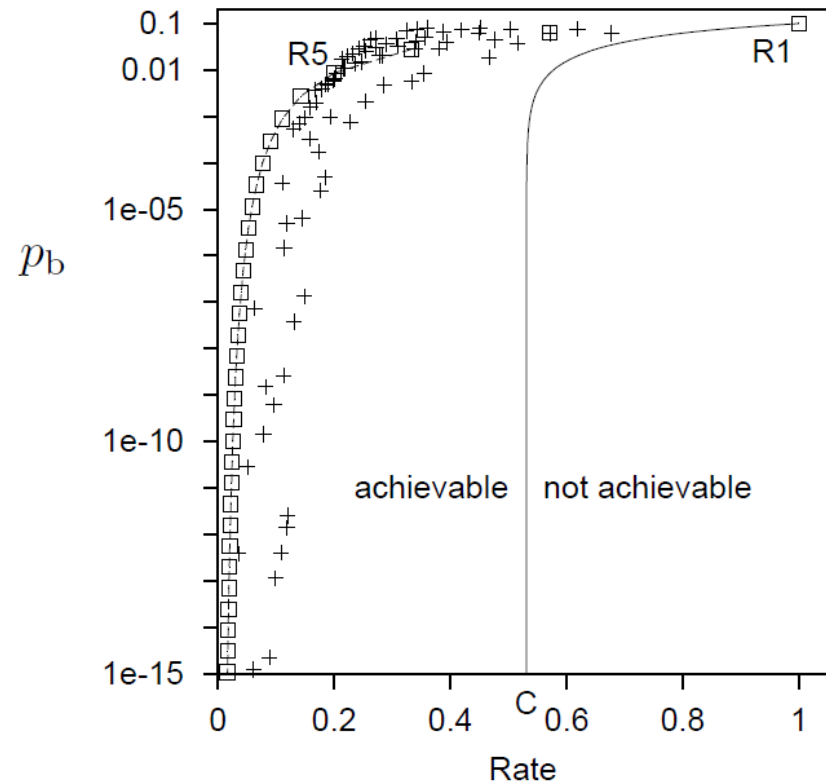 0.1
R5
R1
0.01
1e-05
p_b
1e-10
achievable
not achievable
1e-15
0
0.2
0.4
C
0.6
0.8
1
Rate